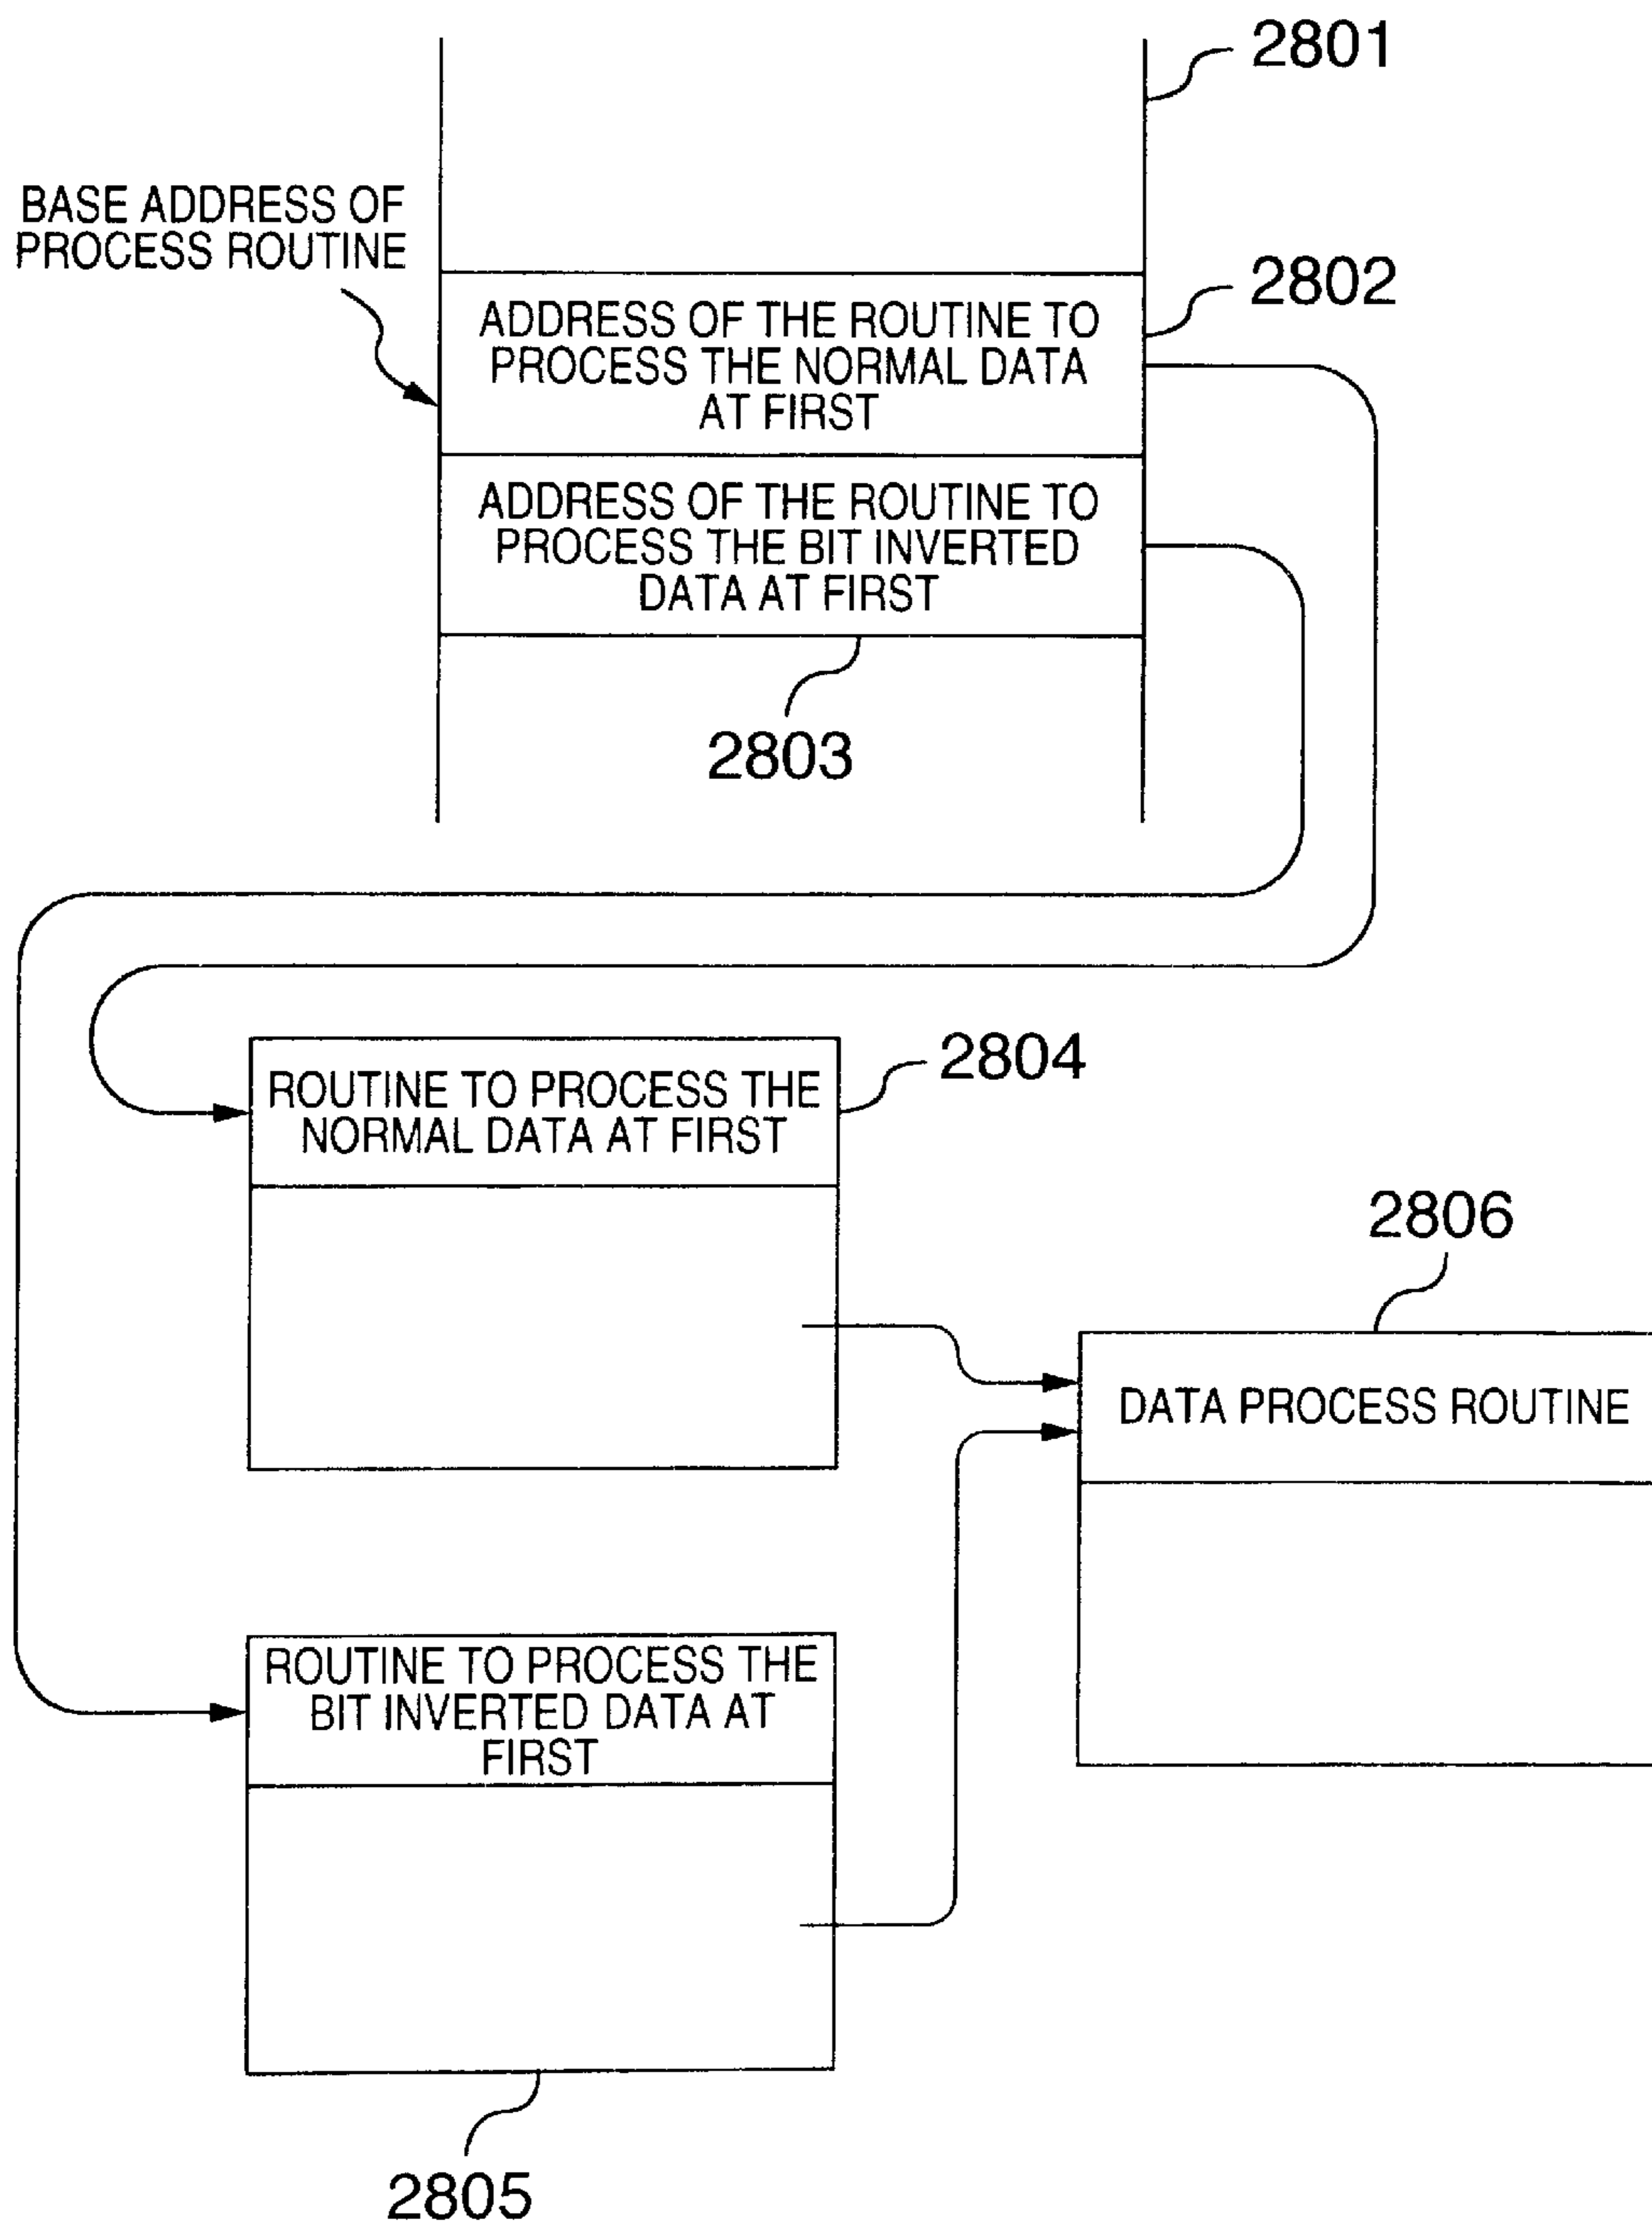 2801
BASE ADDRESS OF
PROCESS ROUTINE
2802
ADDRESS OF THE ROUTINE TO
PROCESS THE NORMAL DATA
AT FIRST
ADDRESS OF THE ROUTINE TO
PROCESS THE BIT INVERTED
DATA AT FIRST
2803
2804
ROUTINE TO PROCESS THE
NORMAL DATA AT FIRST
2806
DATA PROCESS ROUTINE
ROUTINE TO PROCESS THE
BIT INVERTED DATA AT
FIRST
2805